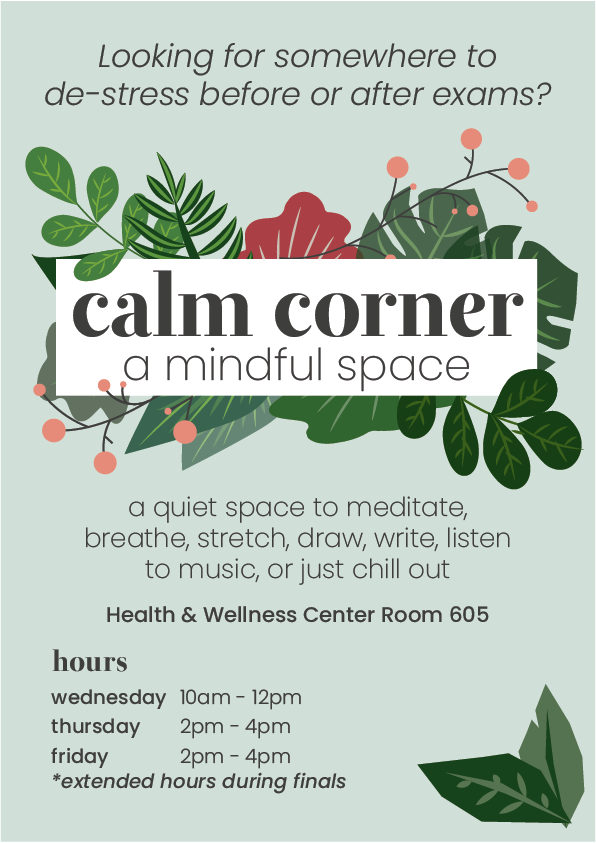 Looking for somewhere to
de-stress before or after exams?
calm corner
a mindful space
a quiet space to meditate,
breathe, stretch, draw, write, listen
to music, or just chill out
Health & Wellness Center Room 605
hours
wednesday 10am - 12pm
thursday 2pm - 4pm
friday 2pm - 4pm
*extended hours during finals